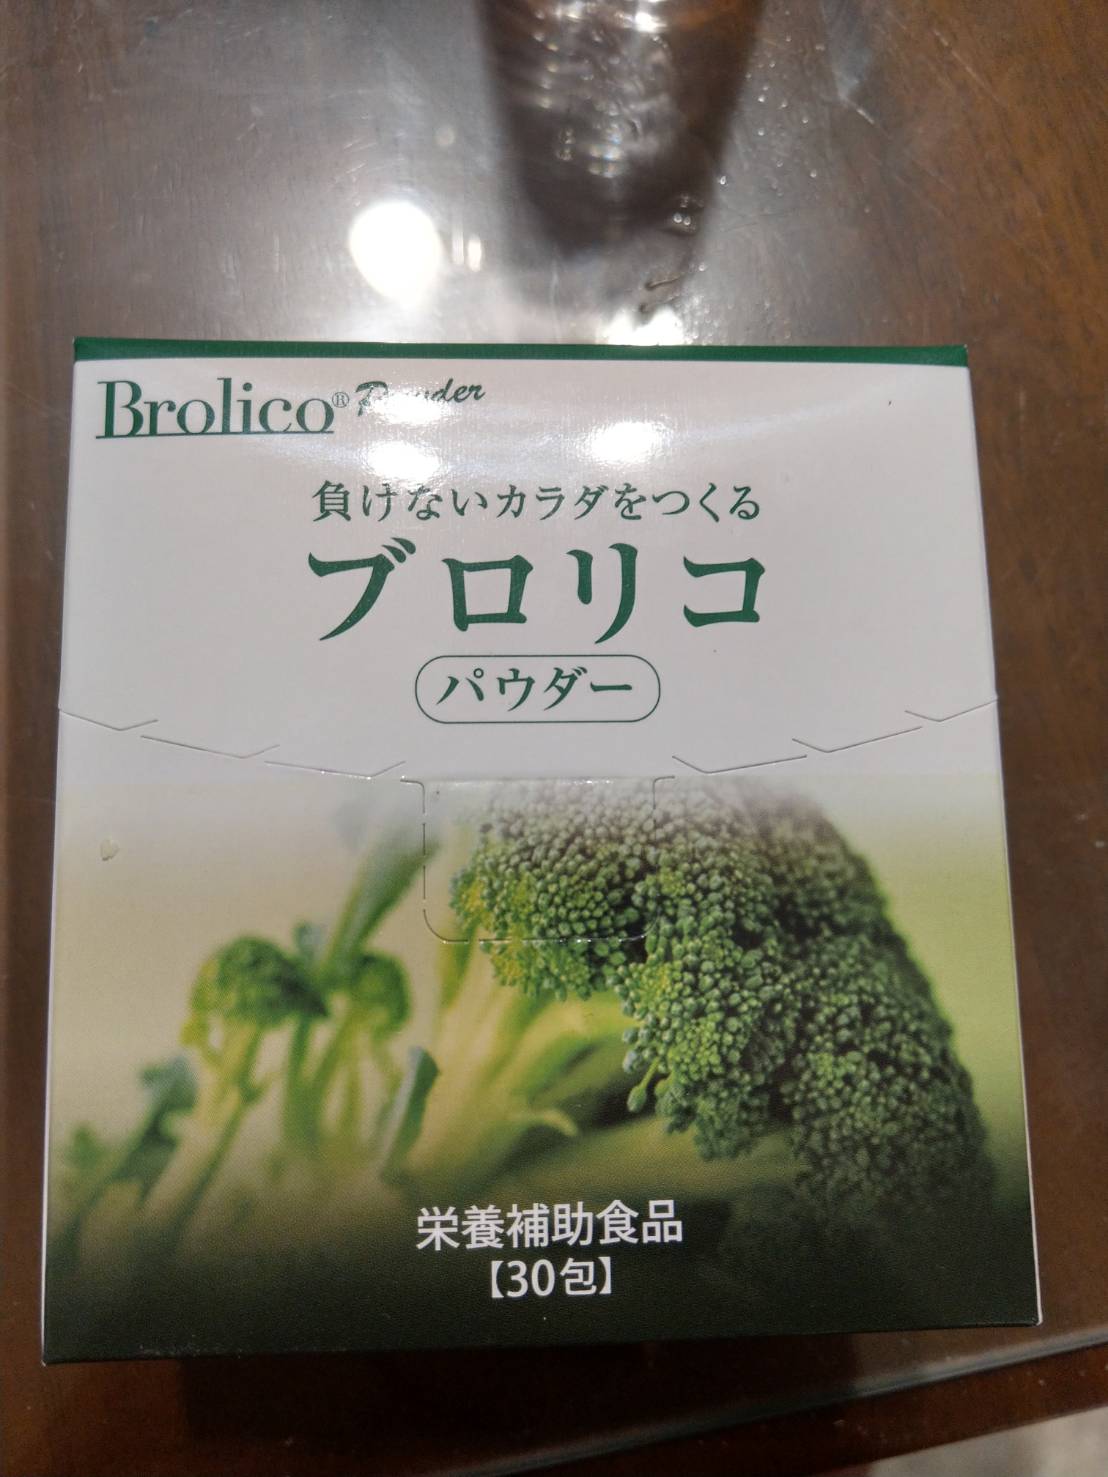 Brolico® Powder
負けないカラダをつくる
ブロリコ
パウダー
栄養補助食品
【30包】